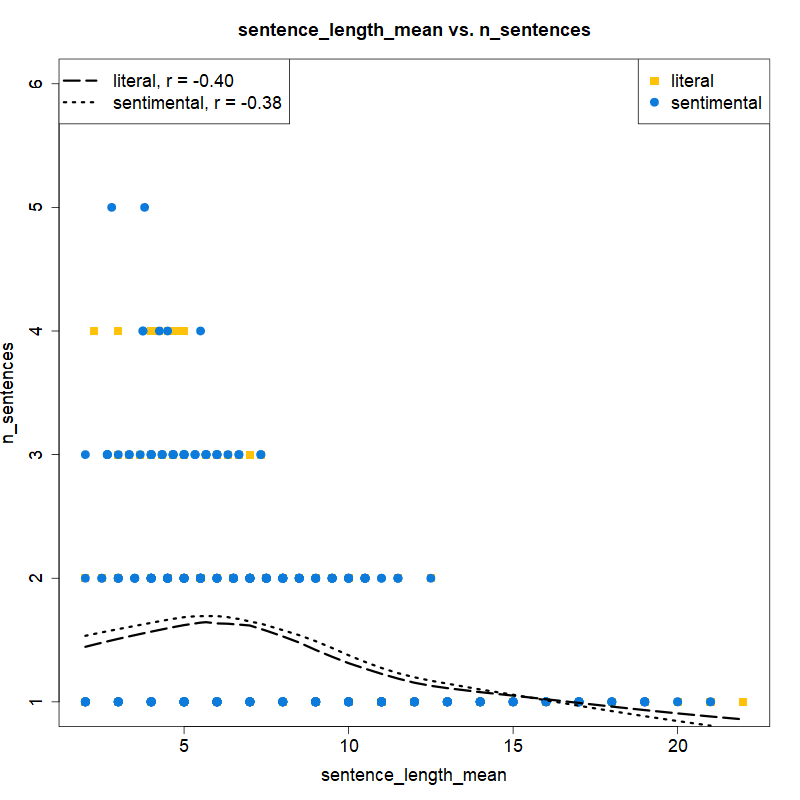 sentence_length_mean vs. n_sentences
literal, r = -0.40
sentimental, r = -0.38
literal
sentimental
6
5
4
3
2
1
n_sentences
5
10
15
20
sentence_length_mean